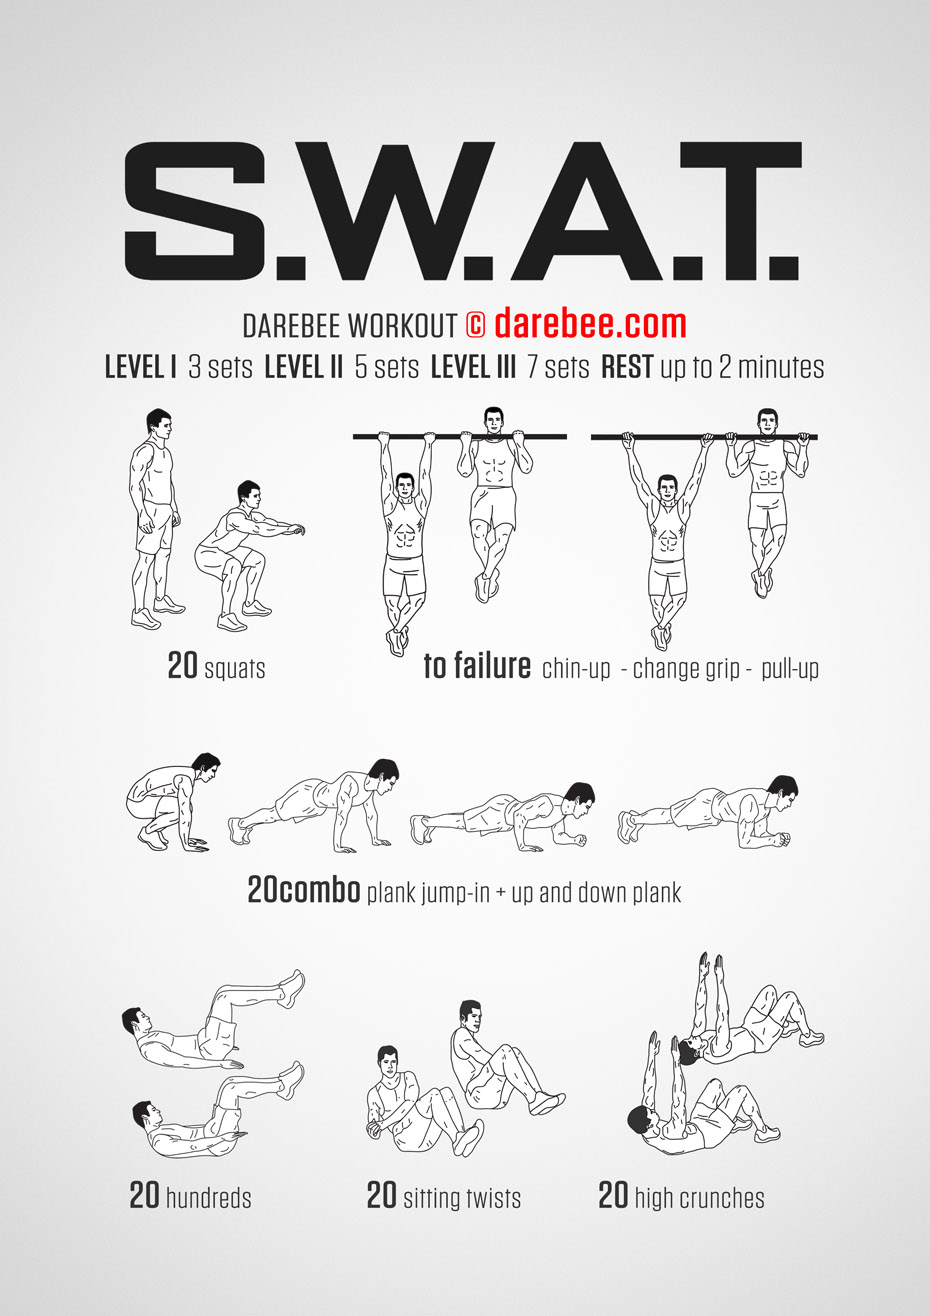 S.W.A.T.
DAREBEE WORKOUT © darebee.com
LEVEL I 3 sets LEVEL II 5 sets LEVEL III 7 sets REST up to 2 minutes
20 squats
to failure chin-up - change grip - pull-up
20combo plank jump-in + up and down plank
20 hundreds
20 sitting twists
20 high crunches